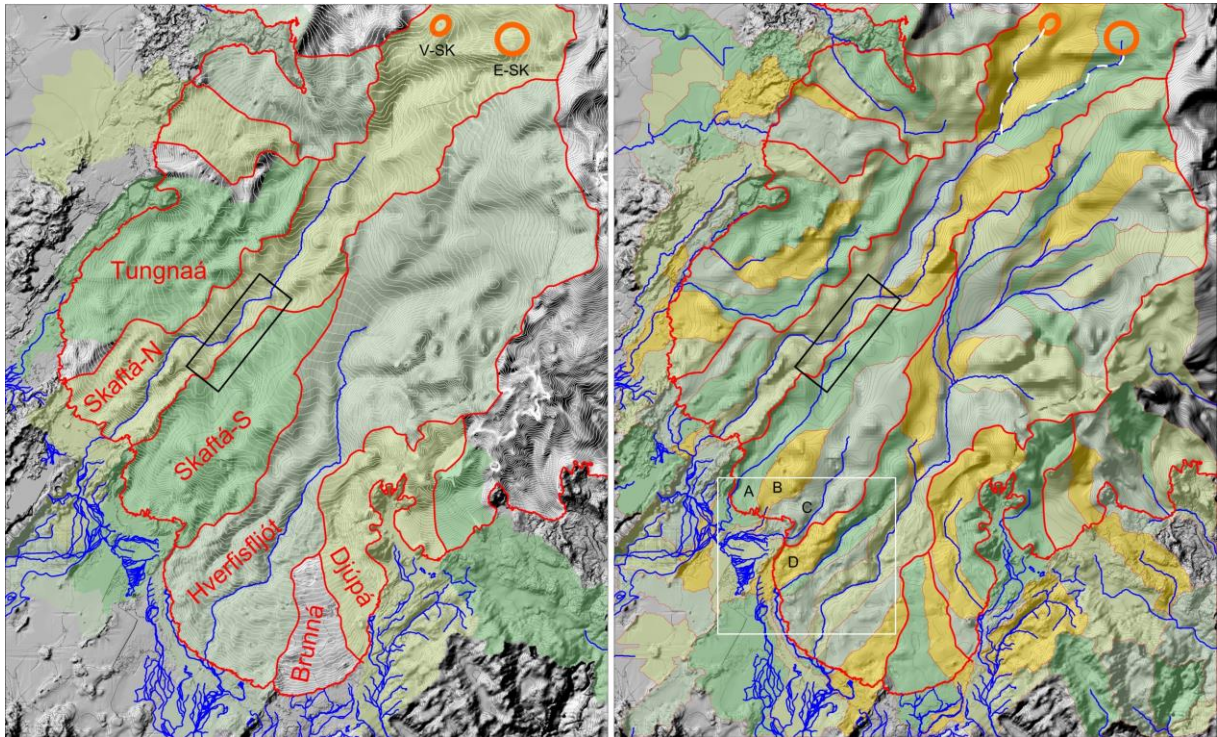 V-SK
E-SK
Tungnaá
Skaftá-N
Skaftá-S
Hverfisfljót
Brunná
Djúpá
A
B
C
D